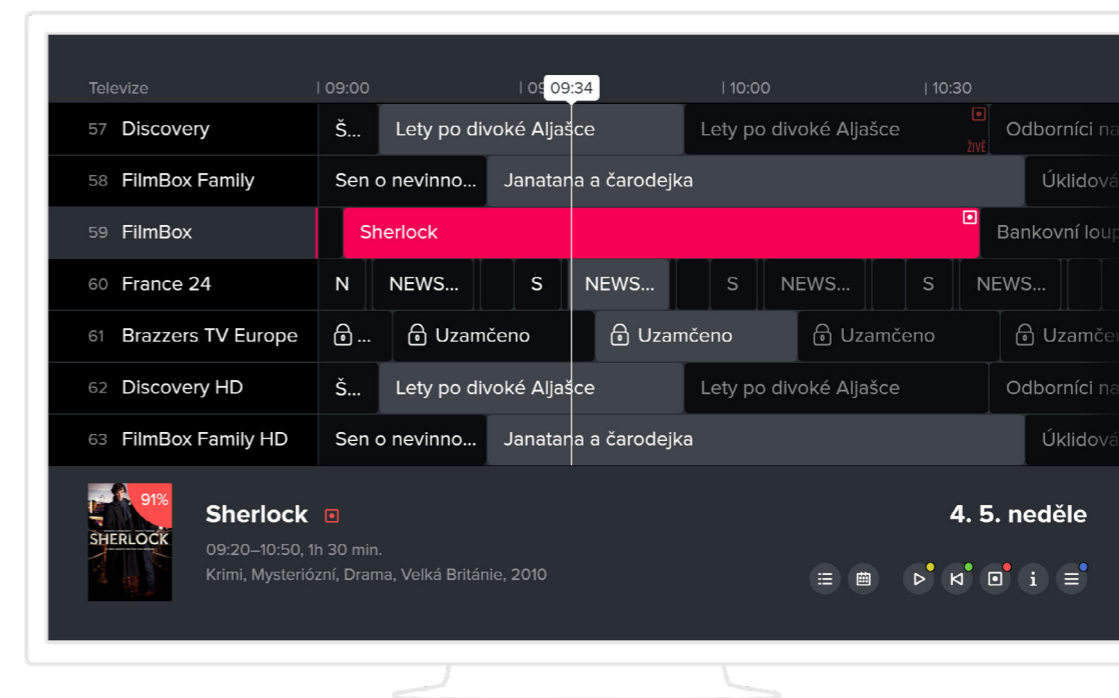 Televize | 09:00 | 09 09:34 | 10:00 | 10:30
57 Discovery Š... Lety po divoké Aljašce Lety po divoké Aljašce ŽIVĚ Odborníci na
58 FilmBox Family Sen o nevinno... Janatana a čarodejka Úklidová
59 FilmBox Sherlock Bankovní loup
60 France 24 N NEWS... S NEWS... S NEWS... S NEWS...
61 Brazzers TV Europe ... Uzamčeno Uzamčeno Uzamčeno Uzamčen
62 Discovery HD Š... Lety po divoké Aljašce Lety po divoké Aljašce Odborníci na
63 FilmBox Family HD Sen o nevinno... Janatana a čarodejka Úklidová
91%
SHERLOCK
Sherlock
4. 5. neděle
09:20–10:50, 1h 30 min.
Krimi, Mysteriózní, Drama, Velká Británie, 2010